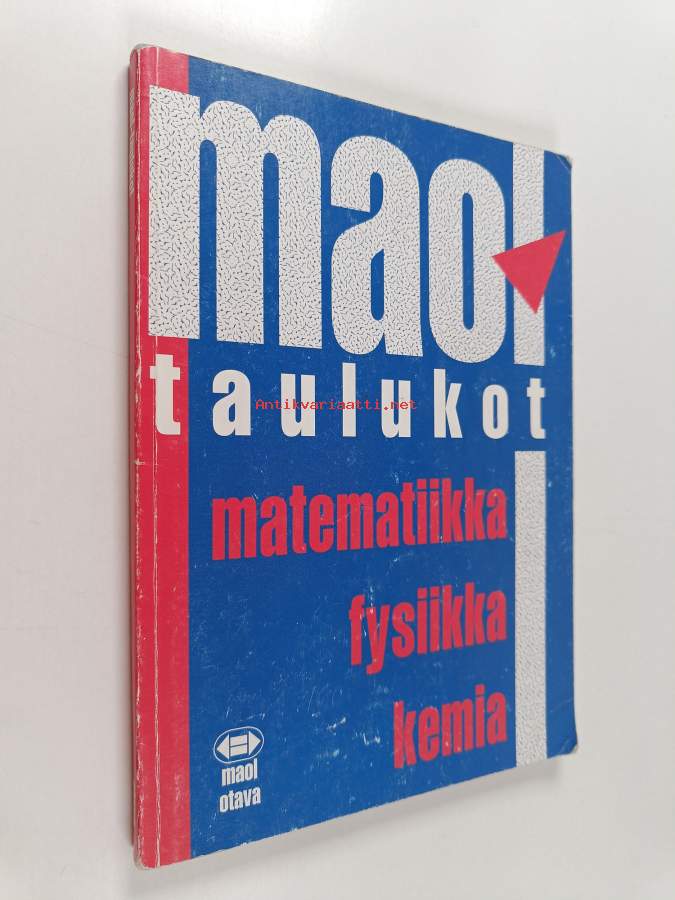 maol
taulukot
Antikvariaatti.net
matematiikka
fysiikka
kemia
maol
otava